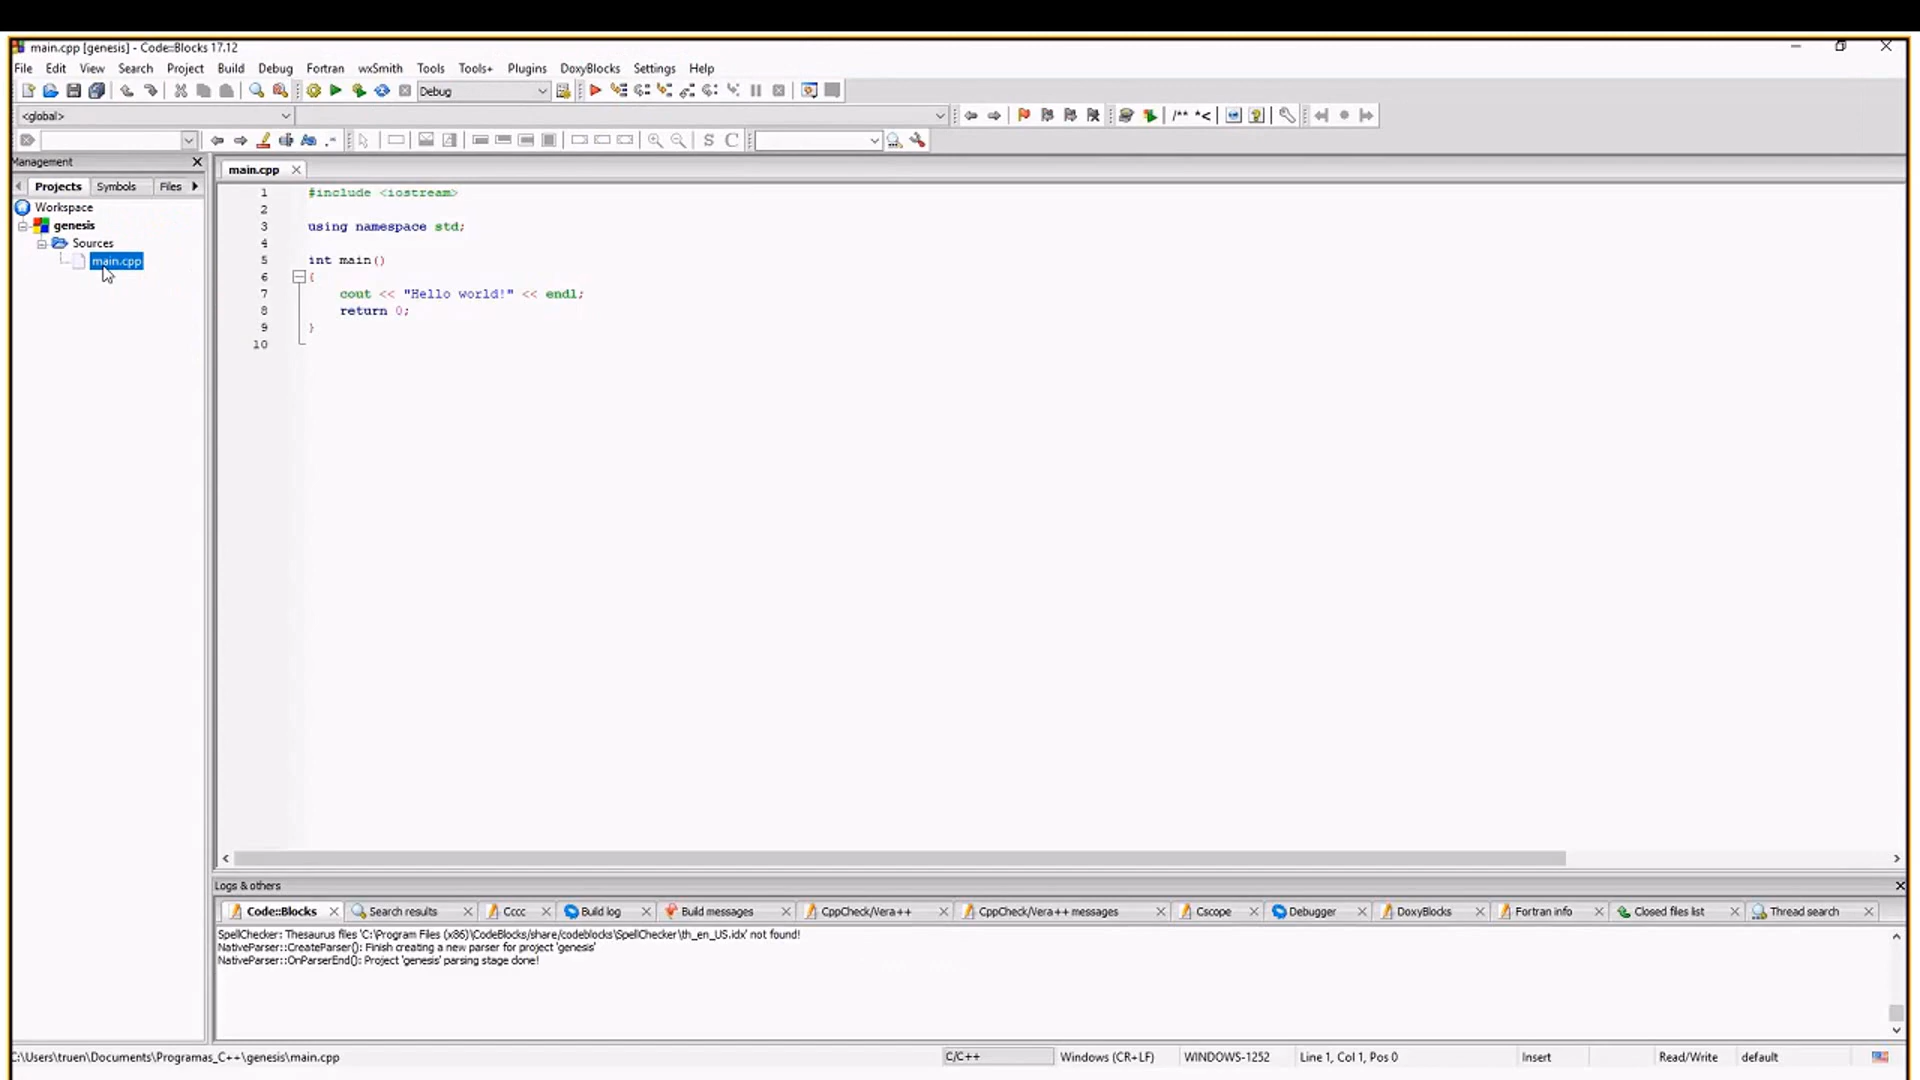 main.cpp [genesis] - Code::Blocks 17.12
File Edit View Search Project Build Debug Fortran wxSmith Tools Tools+ Plugins DoxyBlocks Settings Help
Debug
<global>
/** *<
S C
Management
Projects Symbols Files
Workspace
genesis
Sources
main.cpp
main.cpp
1 #include <iostream>
2
3 using namespace std;
4
5 int main()
6 {
7 cout << "Hello world!" << endl;
8 return 0;
9 }
10
Logs & others
Code::Blocks Search results Cccc Build log Build messages CppCheck/Vera++ CppCheck/Vera++ messages Cscope Debugger DoxyBlocks Fortran info Closed files list Thread search
SpellChecker: Thesaurus files 'C:\Program Files (x86)\CodeBlocks/share/codeblocks\SpellChecker\th_en_US.idx' not found!
NativeParser::CreateParser(): Finish creating a new parser for project 'genesis'
NativeParser::OnParserEnd(): Project 'genesis' parsing stage done!
C:\Users\truen\Documents\Programas_C++\genesis\main.cpp C/C++ Windows (CR+LF) WINDOWS-1252 Line 1, Col 1, Pos 0 Insert Read/Write default